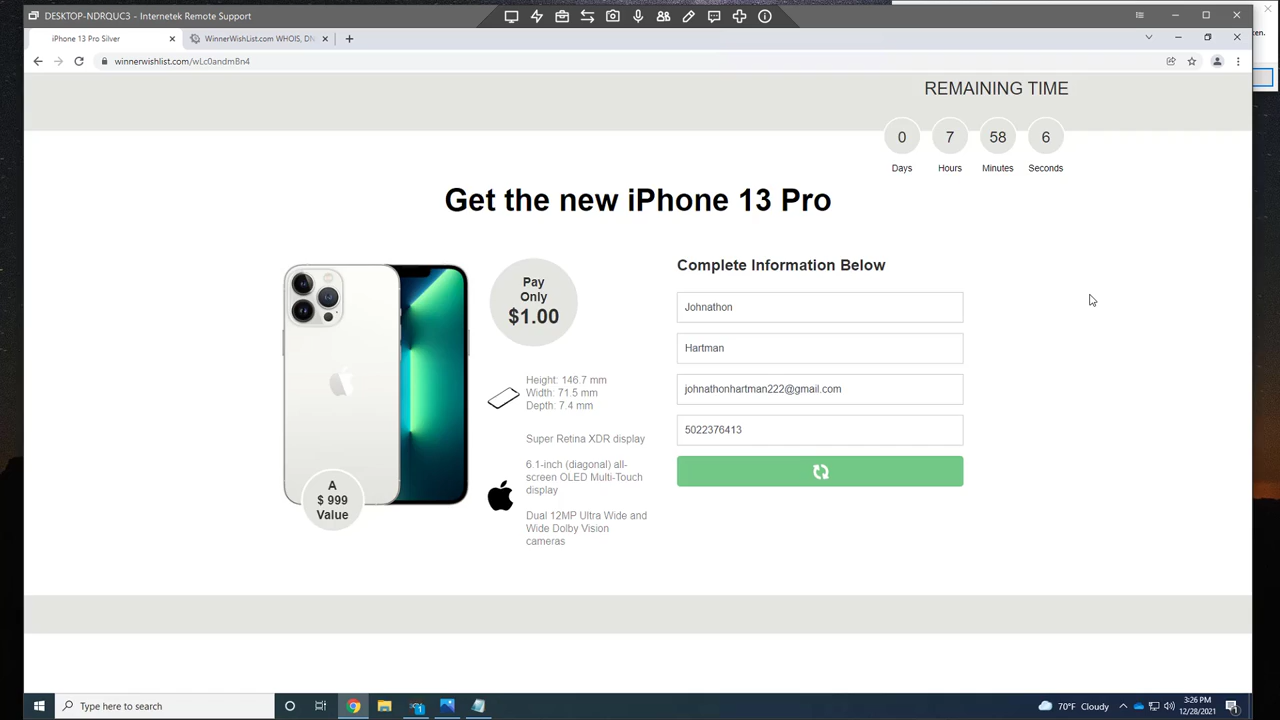 DESKTOP-NDRQUC3 - Internetek Remote Support
iPhone 13 Pro Silver
WinnerWishList.com WHOIS, DN
winnerwishlist.com/wLc0andmBn4
REMAINING TIME
0 7 58 6
Days Hours Minutes Seconds
Get the new iPhone 13 Pro
Pay
Only
$1.00
A
$ 999
Value
Height: 146.7 mm
Width: 71.5 mm
Depth: 7.4 mm
Super Retina XDR display
6.1-inch (diagonal) all-
screen OLED Multi-Touch
display
Dual 12MP Ultra Wide and
Wide Dolby Vision
cameras
Complete Information Below
Johnathon
Hartman
johnathonhartman222@gmail.com
5022376413
Type here to search
70°F Cloudy
3:26 PM
12/28/2021